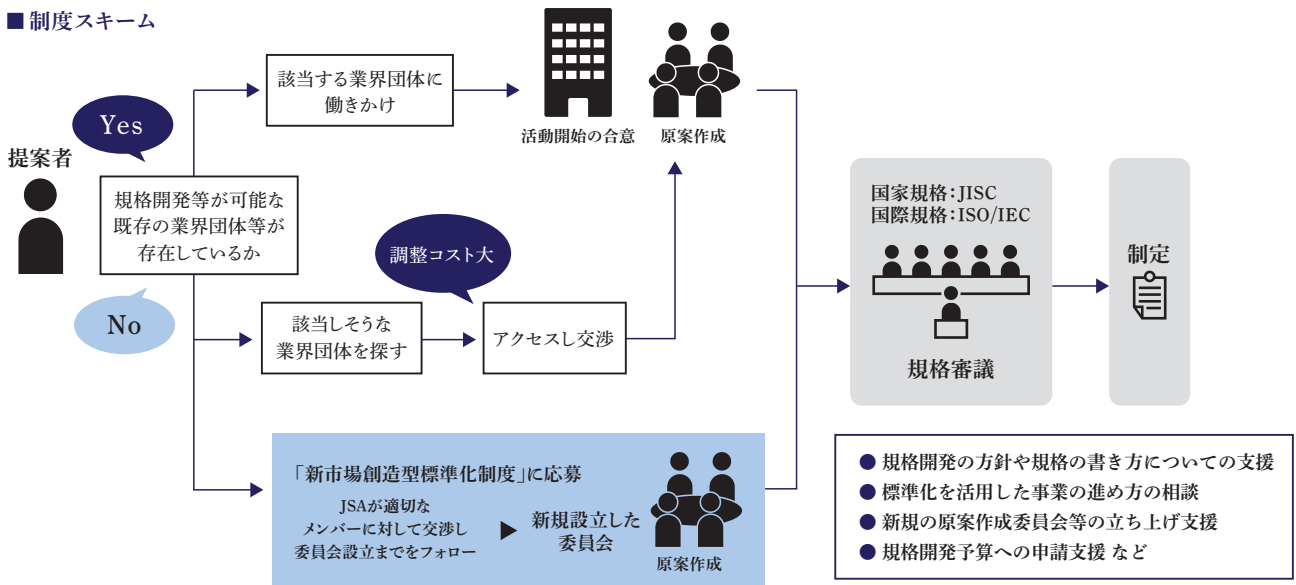 ■ 制度スキーム
提案者
Yes
規格開発等が可能な
既存の業界団体等が
存在しているか
No
該当する業界団体に
働きかけ
活動開始の合意
原案作成
該当しそうな
業界団体を探す
調整コスト大
アクセスし交渉
「新市場創造型標準化制度」に応募
JSAが適切な
メンバーに対して交渉し
委員会設立までをフォロー
▶
新規設立した
委員会
原案作成
国家規格：JISC
国際規格：ISO/IEC
規格審議
制定
● 規格開発の方針や規格の書き方についての支援
● 標準化を活用した事業の進め方の相談
● 新規の原案作成委員会等の立ち上げ支援
● 規格開発予算への申請支援 など